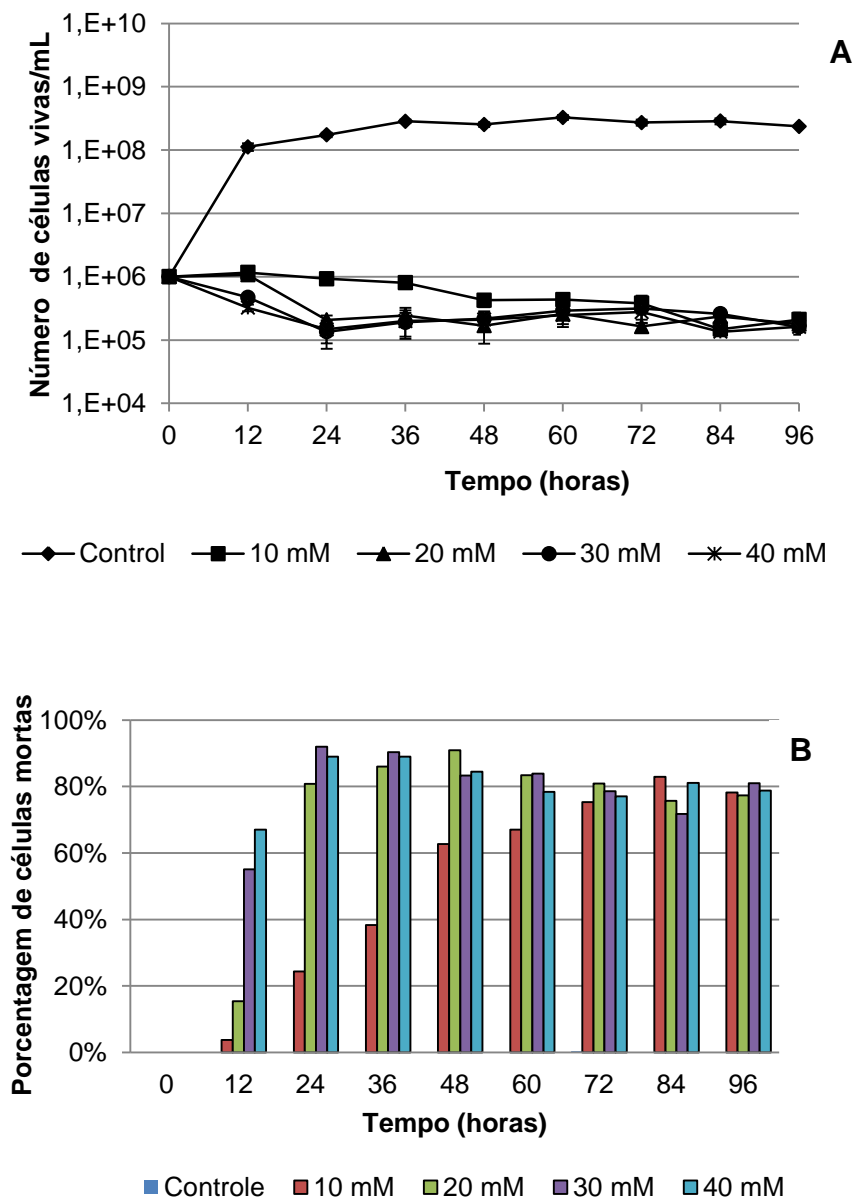 A
Número de células vivas/mL
1,E+10
1,E+09
1,E+08
1,E+07
1,E+06
1,E+05
1,E+04
0 12 24 36 48 60 72 84 96
Tempo (horas)
Control 10 mM 20 mM 30 mM 40 mM
B
Porcentagem de células mortas
100%
80%
60%
40%
20%
0%
0 12 24 36 48 60 72 84 96
Tempo (horas)
Controle 10 mM 20 mM 30 mM 40 mM